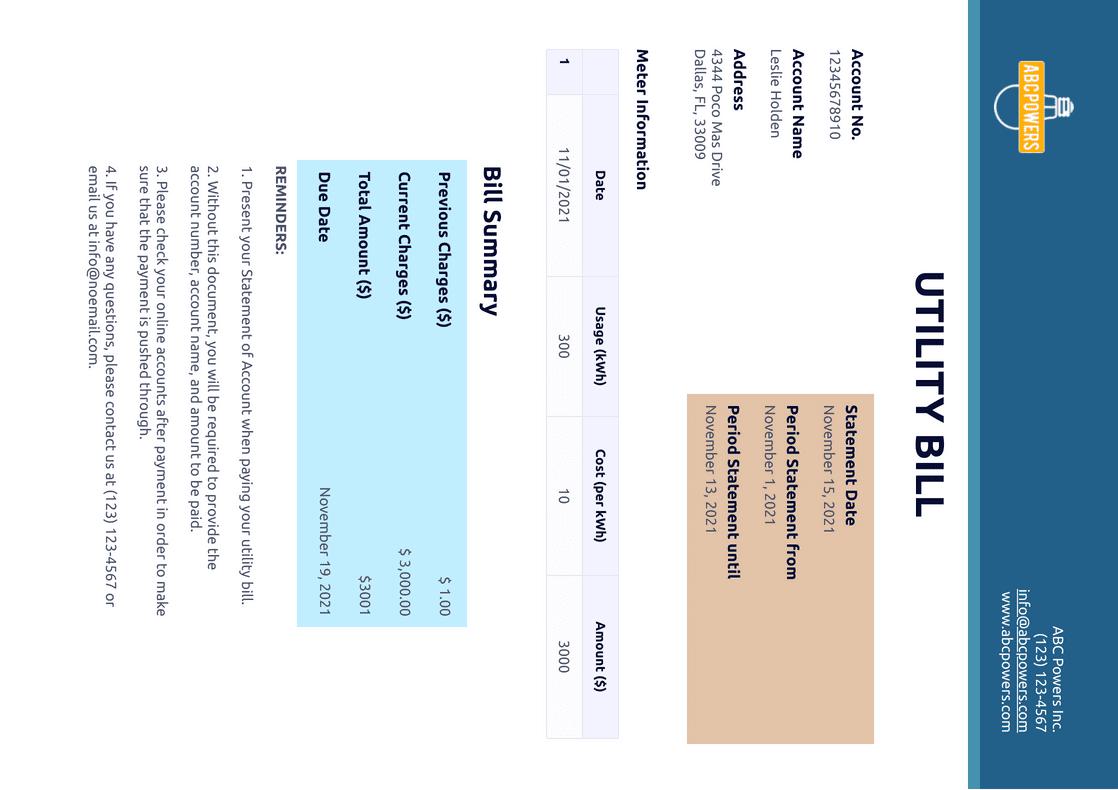 ABCPOWERS
ABC Powers Inc.
(123) 123-4567
info@abcpowers.com
www.abcpowers.com
UTILITY BILL
Account No.
12345678910
Account Name
Leslie Holden
Address
4344 Poco Mas Drive
Dallas, FL, 33009
Statement Date
November 15, 2021
Period Statement from
November 1, 2021
Period Statement until
November 13, 2021
Meter Information
Date Usage (kWh) Cost (per kWh) Amount ($)
1 11/01/2021 300 10 3000
Bill Summary
Previous Charges ($) $ 1.00
Current Charges ($) $ 3,000.00
Total Amount ($) $3001
Due Date November 19, 2021
REMINDERS:
1. Present your Statement of Account when paying your utility bill.
2. Without this document, you will be required to provide the
account number, account name, and amount to be paid.
3. Please check your online accounts after payment in order to make
sure that the payment is pushed through.
4. If you have any questions, please contact us at (123) 123-4567 or
email us at info@noemail.com.